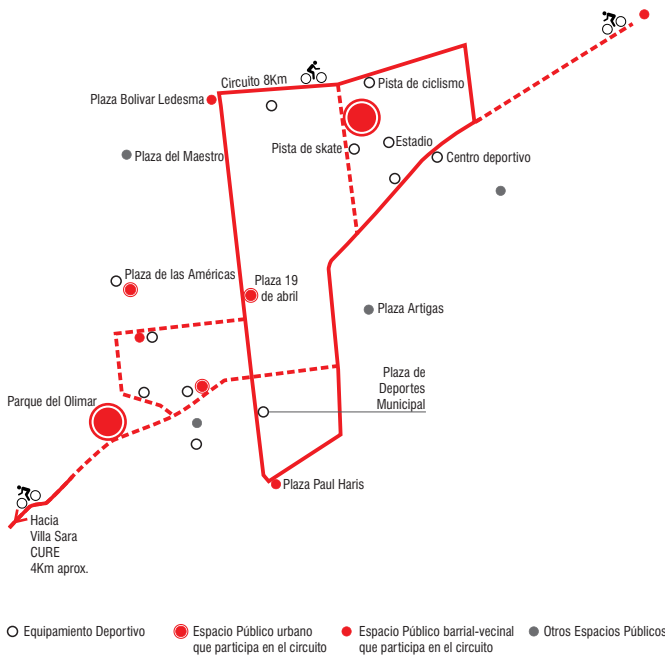 Circuito 8Km
Pista de ciclismo
Plaza Bolivar Ledesma
Estadio
Pista de skate
Plaza del Maestro
Centro deportivo
Plaza de las Américas
Plaza 19
de abril
Plaza Artigas
Plaza de
Deportes
Municipal
Parque del Olimar
Plaza Paul Haris
Hacia
Villa Sara
CURE
4Km aprox.
Equipamiento Deportivo
Espacio Público urbano
que participa en el circuito
Espacio Público barrial-vecinal
que participa en el circuito
Otros Espacios Públicos